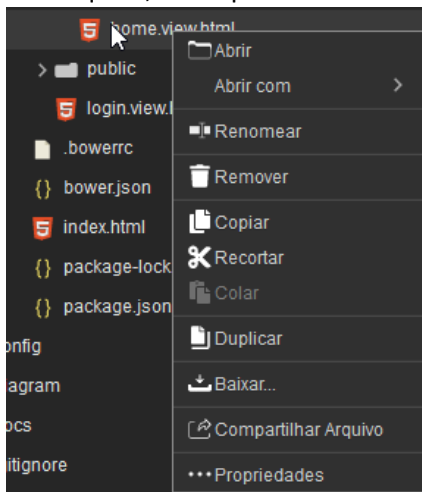 home.view.html
Abrir
public
Abrir com
login.view.
Renomear
.bowerrc
bower.json
Remover
index.html
Copiar
Recortar
package-lock
Colar
package.json
Duplicar
onfig
agram
Baixar...
ocs
Compartilhar Arquivo
itignore
Propriedades